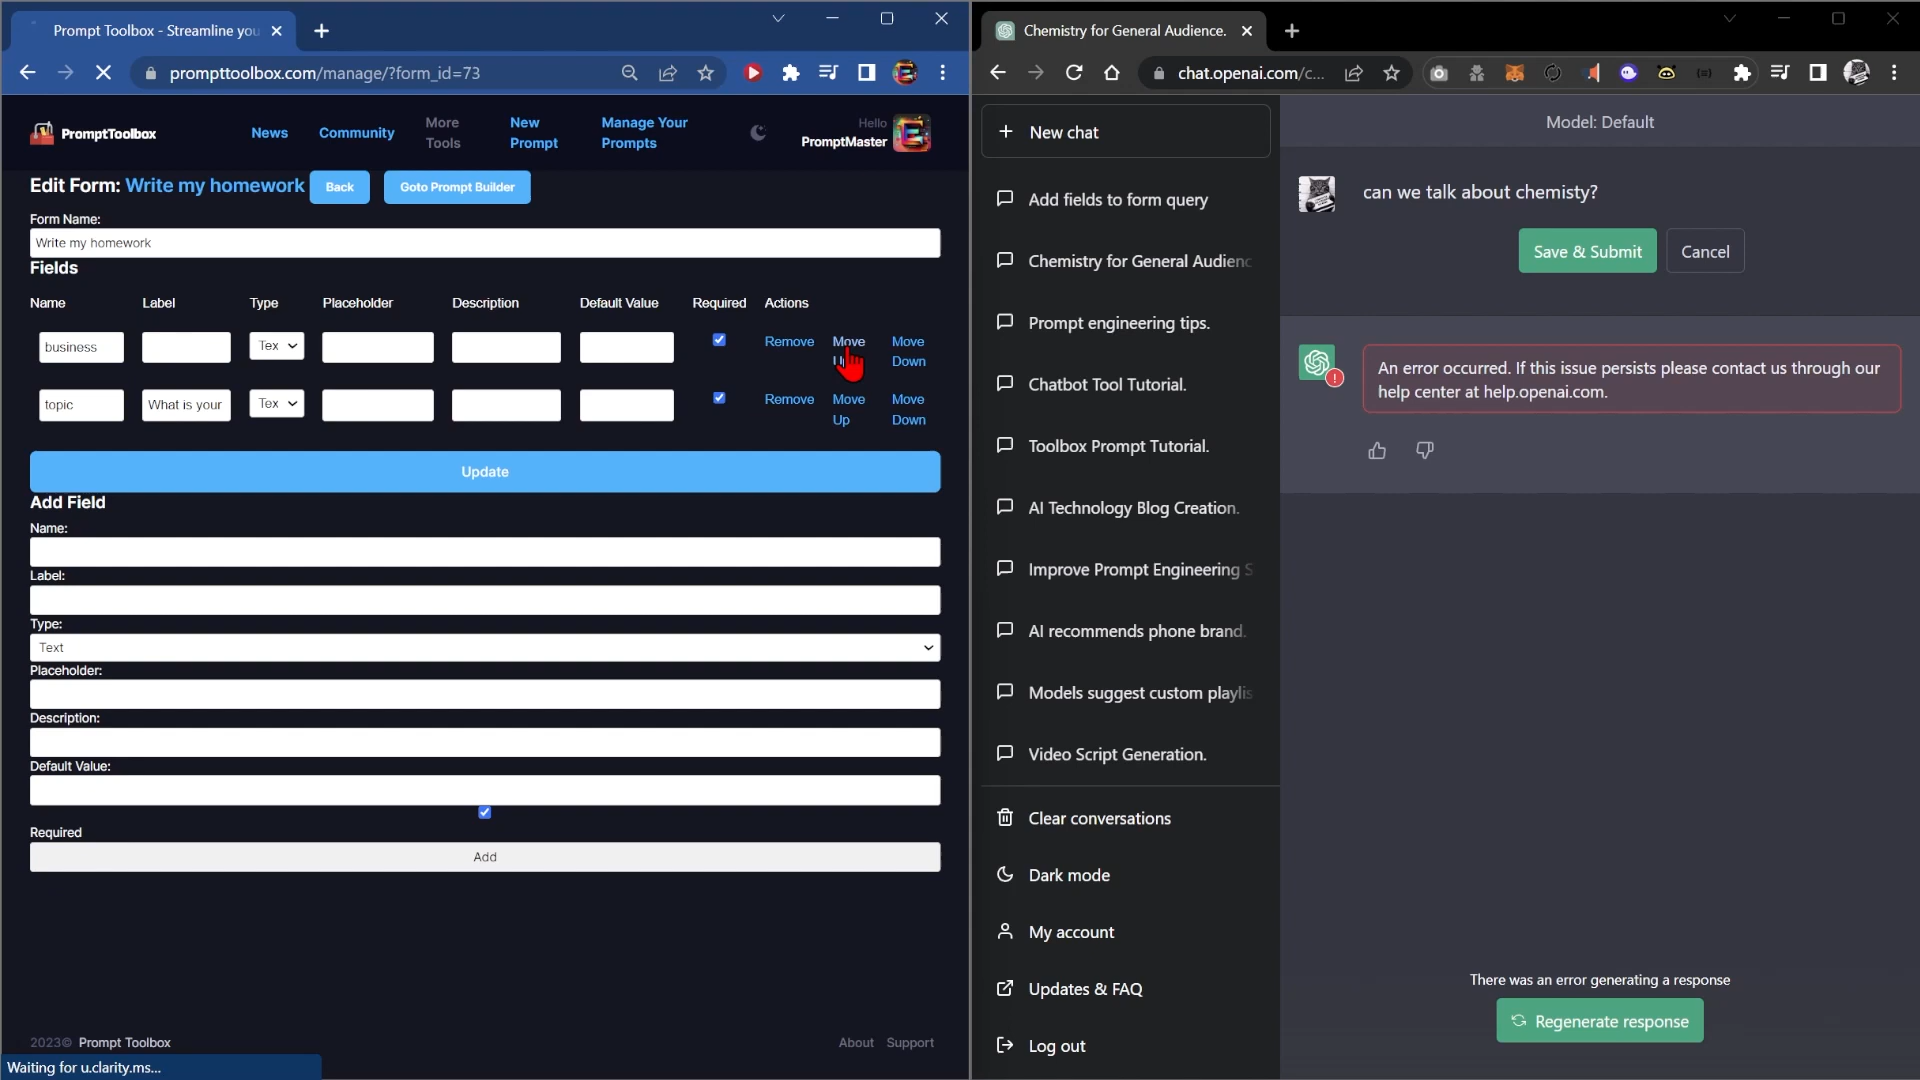 Prompt Toolbox - Streamline you
prompttoolbox.com/manage/?form_id=73
PromptToolbox
News
Community
More
Tools
New
Prompt
Manage Your
Prompts
Hello
PromptMaster
Edit Form: Write my homework
Back
Goto Prompt Builder
Form Name:
Write my homework
Fields
Name Label Type Placeholder Description Default Value Required Actions
business Tex Remove Move Up Move Down
topic What is your Tex Remove Move Up Move Down
Update
Add Field
Name:
Label:
Type:
Text
Placeholder:
Description:
Default Value:
Required
Add
2023© Prompt Toolbox
About Support
Waiting for u.clarity.ms...
Chemistry for General Audience.
chat.openai.com/c...
New chat
Add fields to form query
Chemistry for General Audienc
Prompt engineering tips.
Chatbot Tool Tutorial.
Toolbox Prompt Tutorial.
AI Technology Blog Creation.
Improve Prompt Engineering S
AI recommends phone brand.
Models suggest custom playlis
Video Script Generation.
Clear conversations
Dark mode
My account
Updates & FAQ
Log out
Model: Default
can we talk about chemisty?
Save & Submit
Cancel
An error occurred. If this issue persists please contact us through our
help center at help.openai.com.
There was an error generating a response
Regenerate response